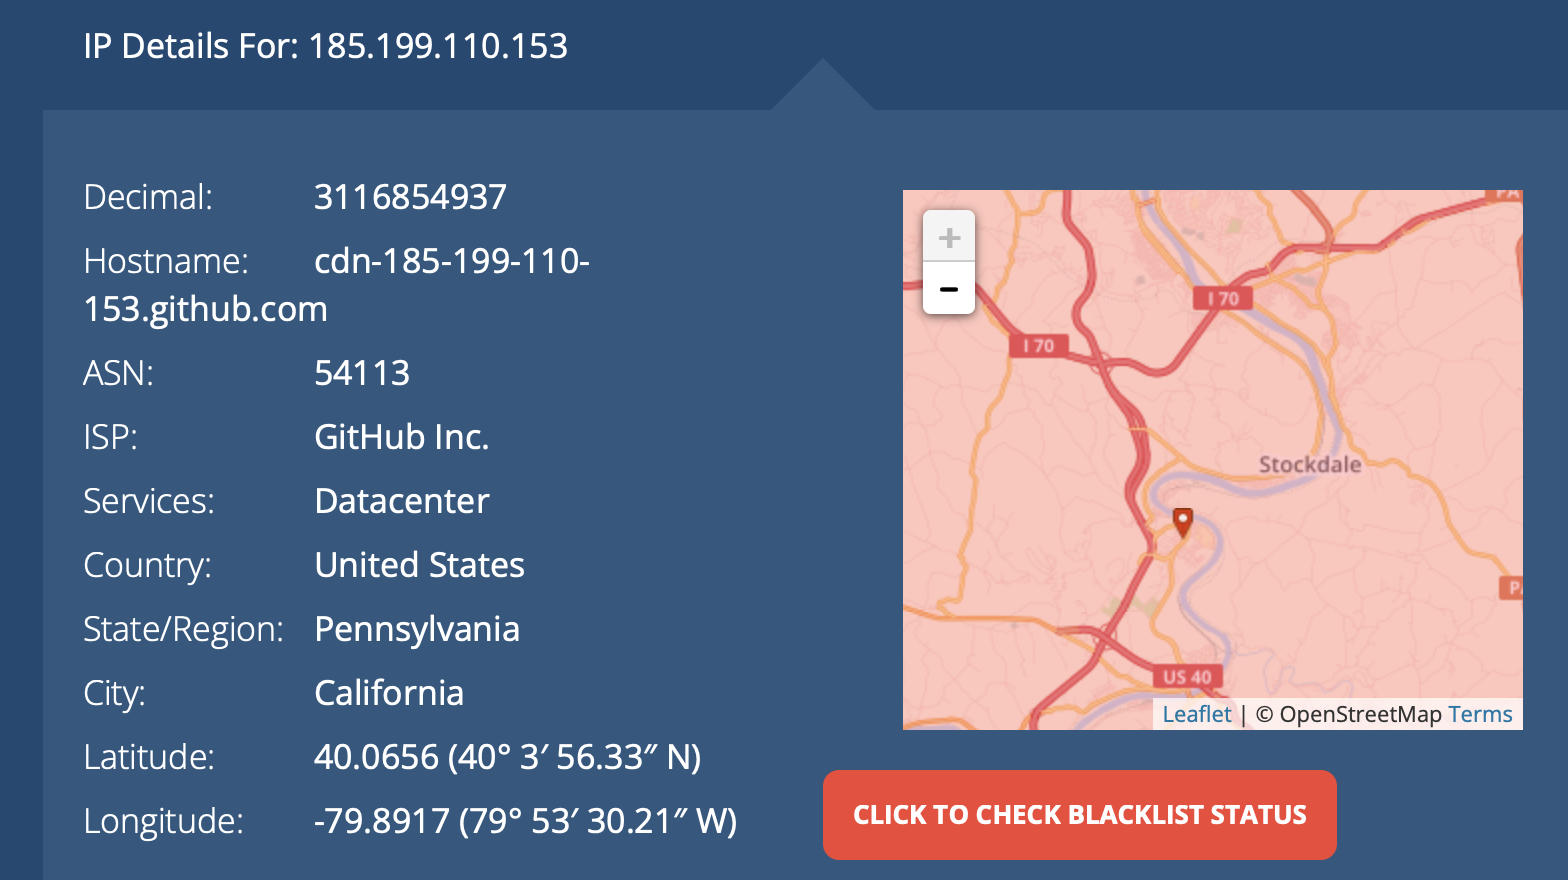 IP Details For: 185.199.110.153
Decimal: 3116854937
Hostname: cdn-185-199-110-
153.github.com
ASN: 54113
ISP: GitHub Inc.
Services: Datacenter
Country: United States
State/Region: Pennsylvania
City: California
Latitude: 40.0656 (40° 3′ 56.33″ N)
Longitude: -79.8917 (79° 53′ 30.21″ W)
PA
+
−
I 70
I 70
Stockdale
US 40
Leaflet | © OpenStreetMap Terms
CLICK TO CHECK BLACKLIST STATUS